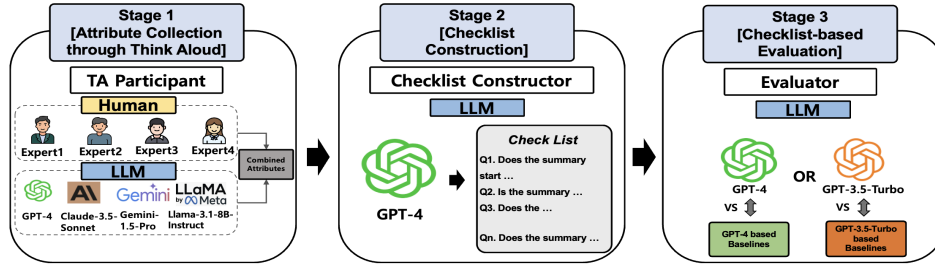 Stage 1
[Attribute Collection
through Think Aloud]
TA Participant
Human
Expert1 Expert2 Expert3 Expert4
LLM
Gemini
LLaMA
by Meta
GPT-4 Claude-3.5-Sonnet Gemini-1.5-Pro Llama-3.1-8B-Instruct
Combined
Attributes
Stage 2
[Checklist
Construction]
Checklist Constructor
LLM
GPT-4
Check List
Q1. Does the summary
start ...
Q2. Is the summary ...
Q3. Does the ...
Qn. Does the summary ...
Stage 3
[Checklist-based
Evaluation]
Evaluator
LLM
GPT-4 OR GPT-3.5-Turbo
VS VS
GPT-4 based
Baselines
GPT-3.5-Turbo
based
Baselines